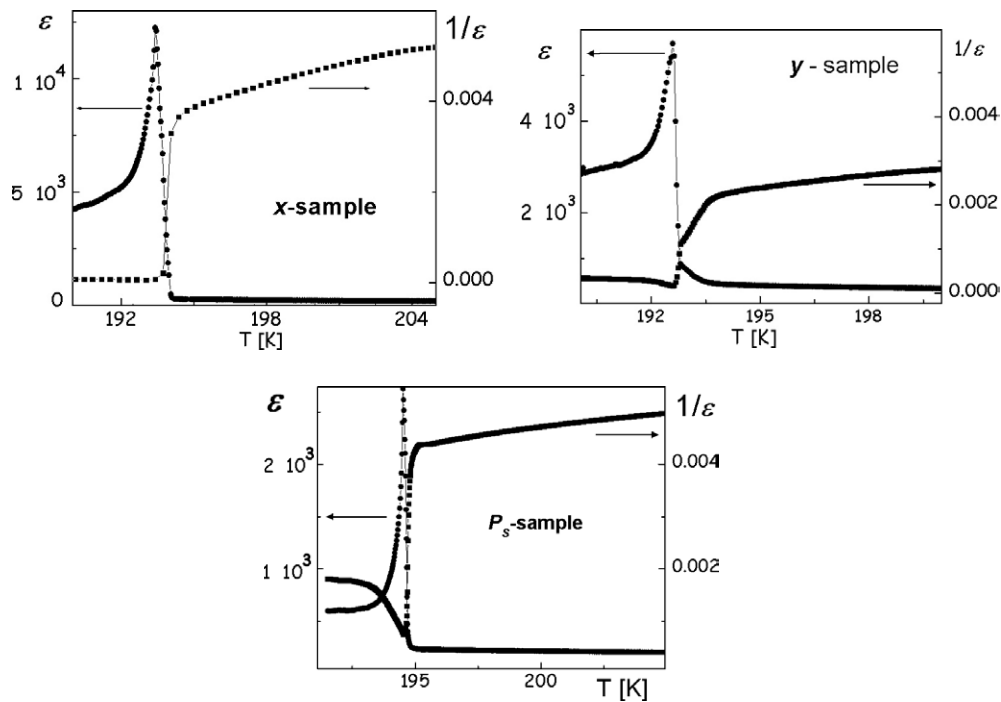 ε 1/ε
1 10⁴
0.004
5 10³
x-sample
0.000
0
192 198 204
T [K]
ε 1/ε
y - sample
4 10³
0.004
2 10³
0.002
0.000
192 195 198
T [K]
ε 1/ε
2 10³
0.004
Pₛ-sample
1 10³
0.002
195 200
T [K]